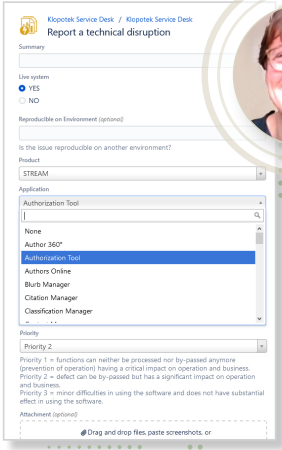 Klopotek Service Desk / Klopotek Service Desk
Report a technical disruption
Summary
Live system
YES
NO
Reproducible on Environment (optional)
Is the issue reproducible on another environment?
Product
STREAM
Application
Authorization Tool
None
Author 360°
Authorization Tool
Authors Online
Blurb Manager
Citation Manager
Classification Manager
Priority
Priority 2
Priority 1 = functions can neither be processed nor by-passed anymore
(prevention of operation) having a critical impact on operation and business.
Priority 2 = defect can be by-passed but has a significant impact on operation
and business.
Priority 3 = minor difficulties in using the software and does not have substantial
effect in using the software.
Attachment (optional)
Drag and drop files, paste screenshots, or